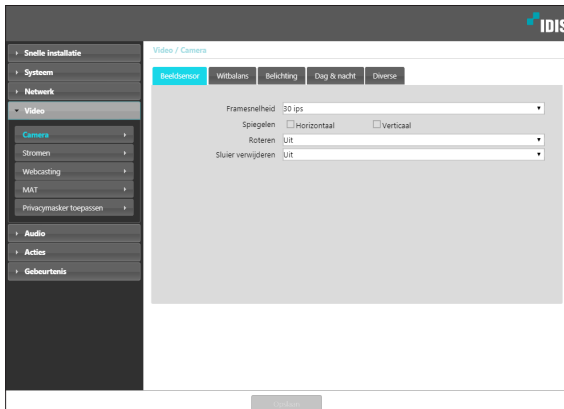 IDIS
Snelle installatie
Systeem
Netwerk
Video
Camera
Stromen
Webcasting
MAT
Privacymasker toepassen
Audio
Acties
Gebeurtenis
Video / Camera
Beeldsensor Witbalans Belichting Dag & nacht Diverse
Framesnelheid 30 ips
Spiegelen Horizontaal Verticaal
Roteren Uit
Sluier verwijderen Uit